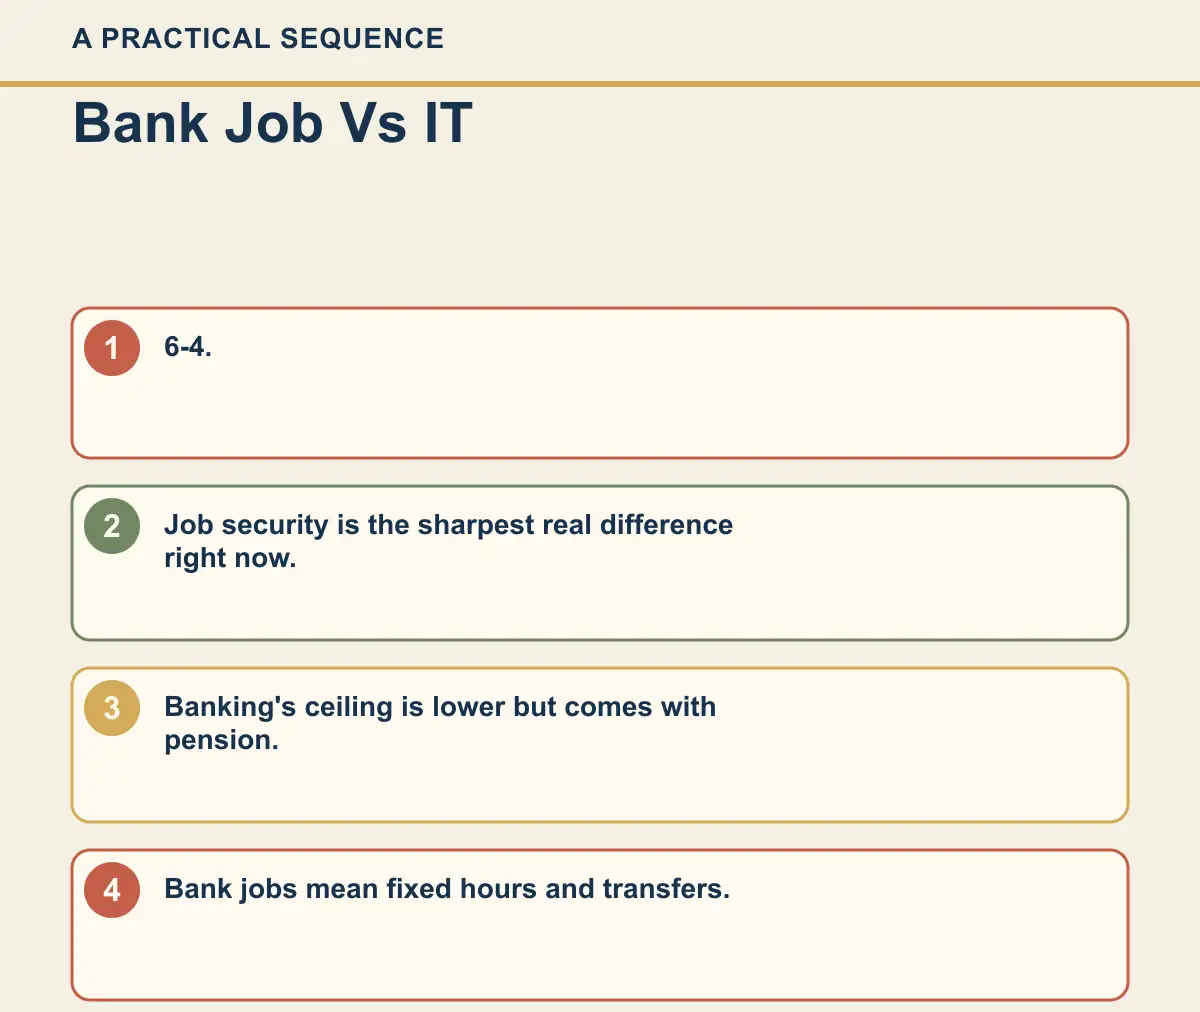 A PRACTICAL SEQUENCE
Bank Job Vs IT
1
6-4.
2
Job security is the sharpest real difference
right now.
3
Banking's ceiling is lower but comes with
pension.
4
Bank jobs mean fixed hours and transfers.